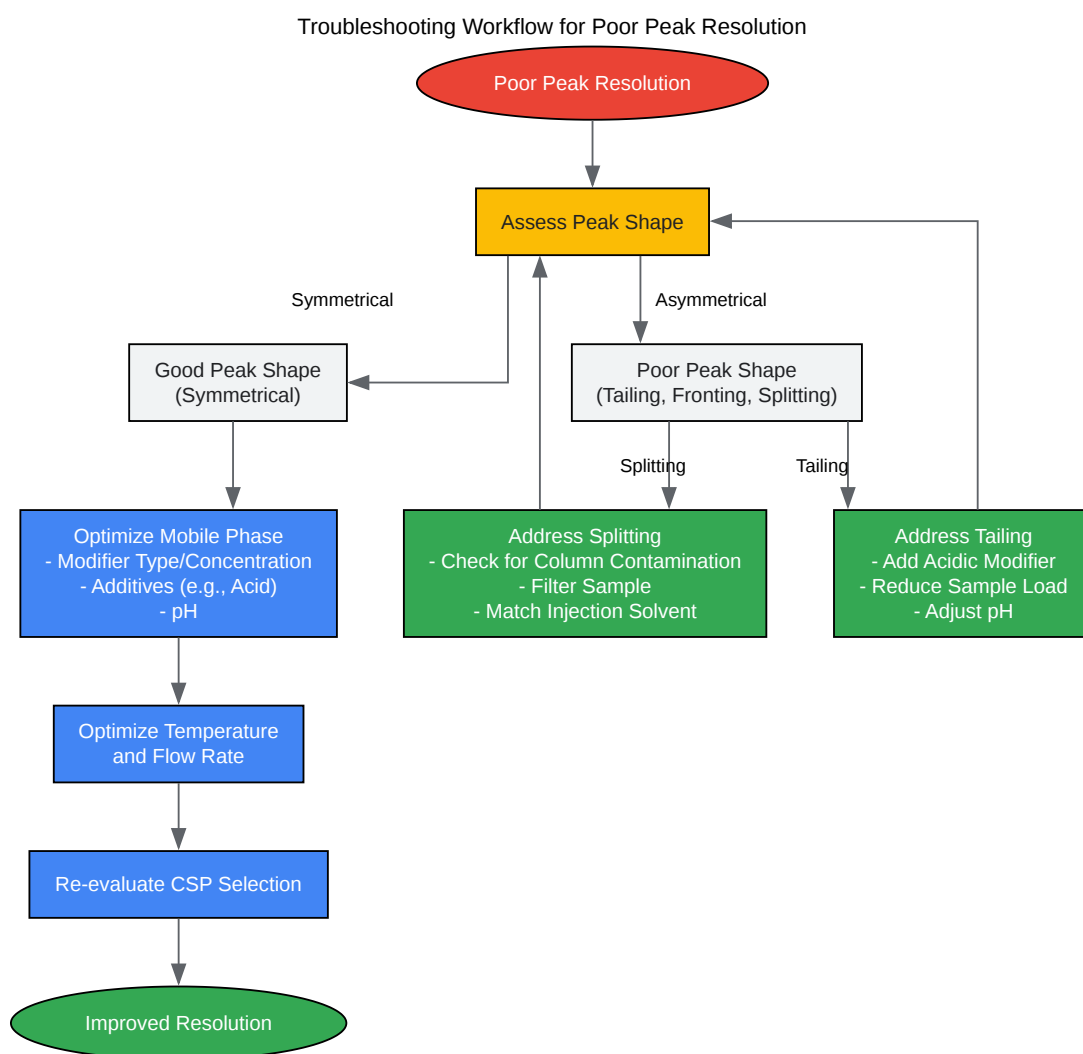 Troubleshooting Workflow for Poor Peak Resolution
Poor Peak Resolution
Assess Peak Shape
Symmetrical
Asymmetrical
Good Peak Shape
(Symmetrical)
Poor Peak Shape
(Tailing, Fronting, Splitting)
Splitting
Tailing
Optimize Mobile Phase
- Modifier Type/Concentration
- Additives (e.g., Acid)
- pH
Address Splitting
- Check for Column Contamination
- Filter Sample
- Match Injection Solvent
Address Tailing
- Add Acidic Modifier
- Reduce Sample Load
- Adjust pH
Optimize Temperature
and Flow Rate
Re-evaluate CSP Selection
Improved Resolution